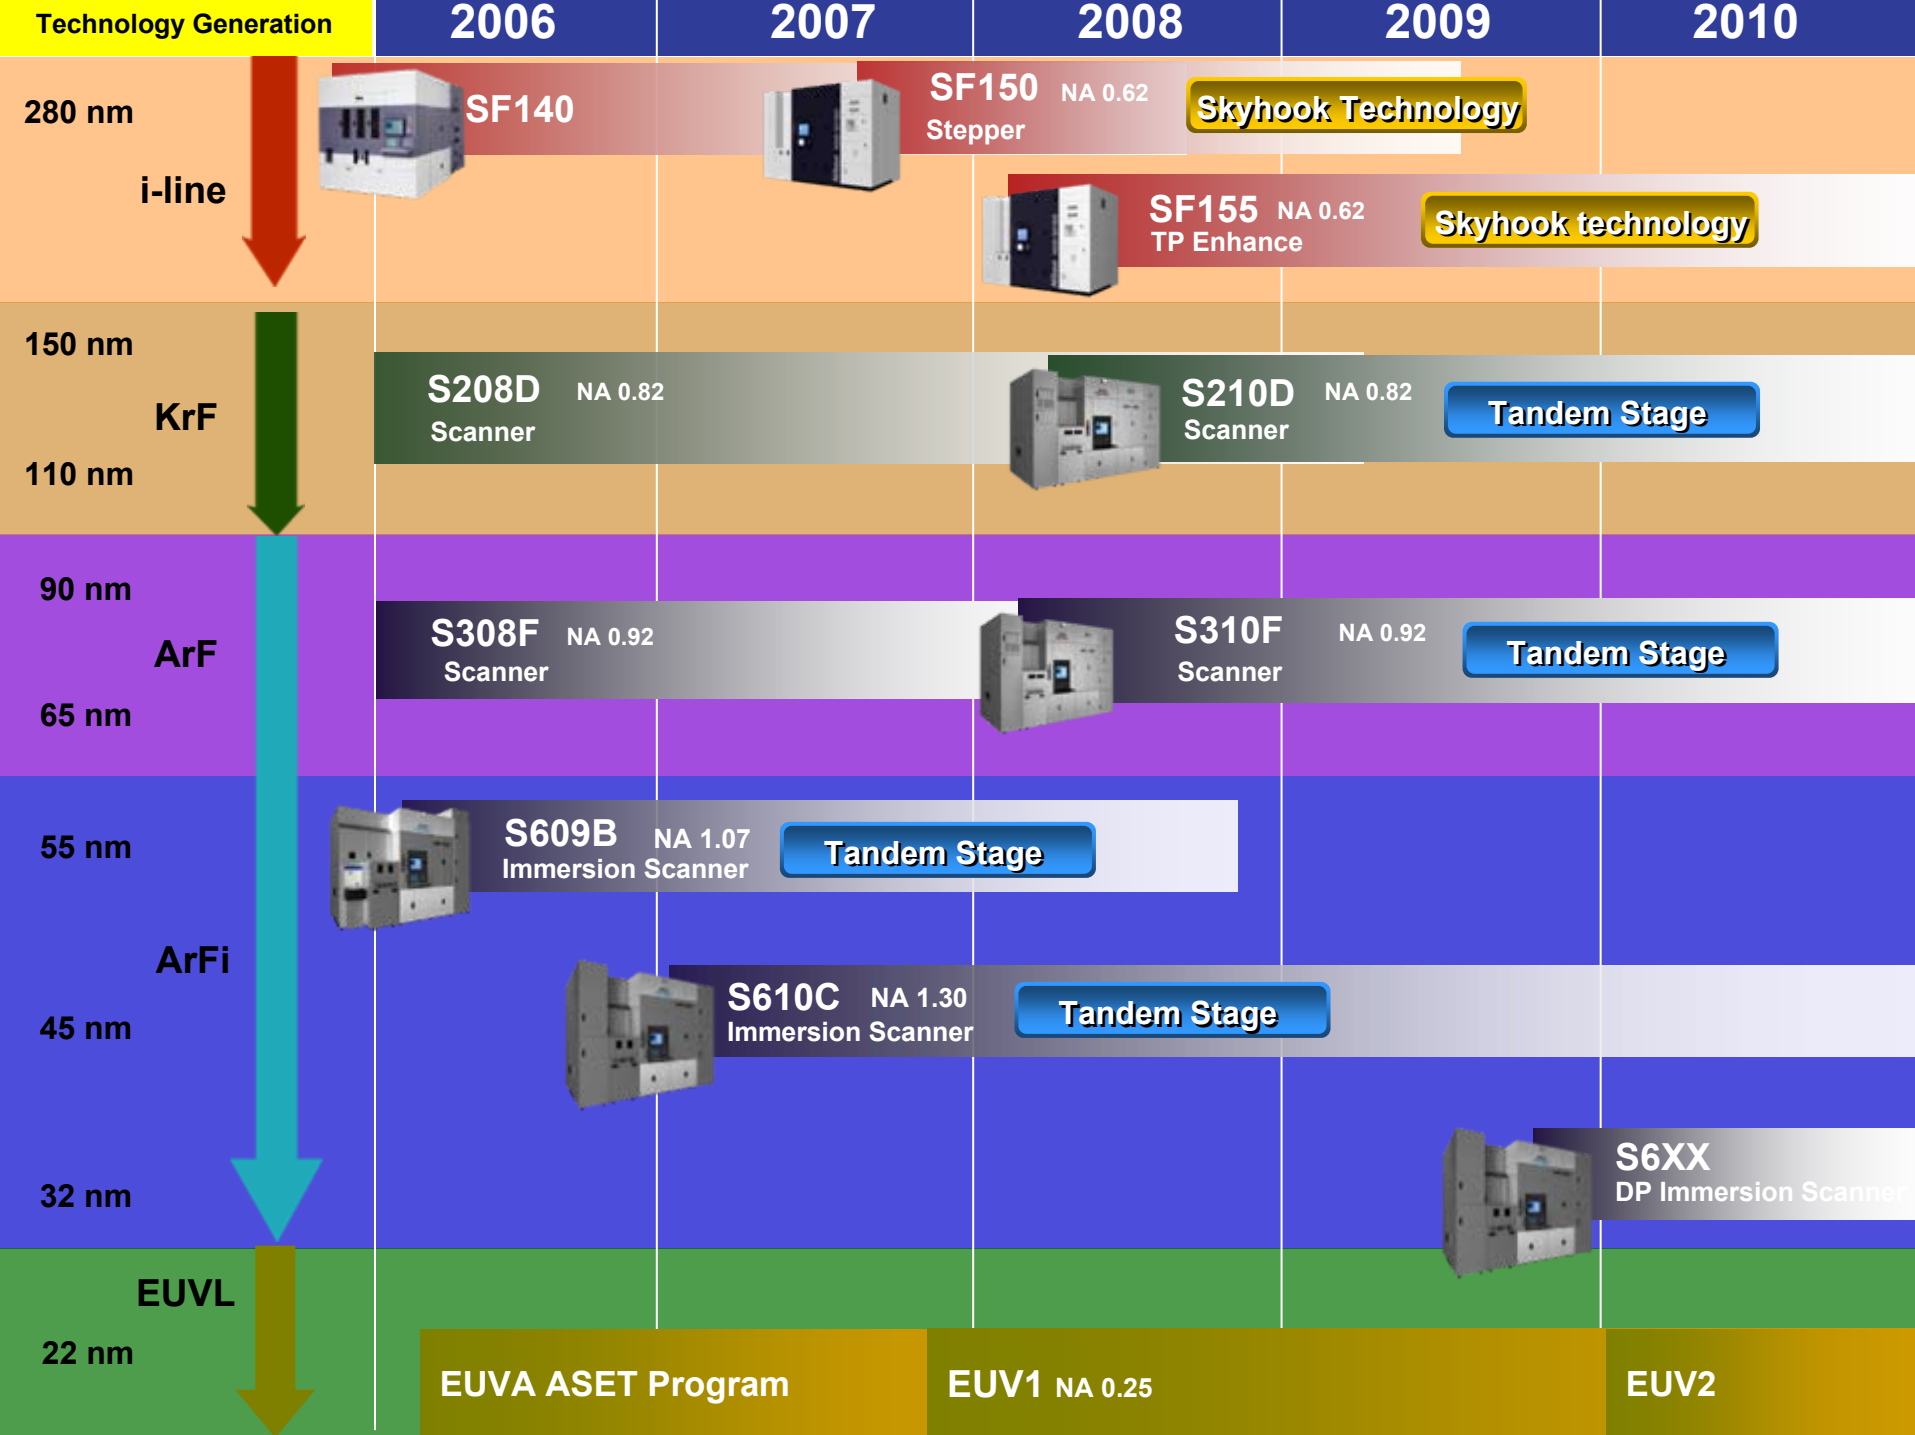 Technology Generation 2006 2007 2008 2009 2010
280 nm
i-line
SF140
SF150 NA 0.62
Stepper
Skyhook Technology
SF155 NA 0.62
TP Enhance
Skyhook technology
150 nm
KrF
110 nm
S208D NA 0.82
Scanner
S210D NA 0.82
Scanner
Tandem Stage
90 nm
ArF
65 nm
S308F NA 0.92
Scanner
S310F NA 0.92
Scanner
Tandem Stage
55 nm
S609B NA 1.07
Immersion Scanner
Tandem Stage
ArFi
45 nm
S610C NA 1.30
Immersion Scanner
Tandem Stage
32 nm
S6XX
DP Immersion Scanner
EUVL
22 nm
EUVA ASET Program
EUV1 NA 0.25
EUV2